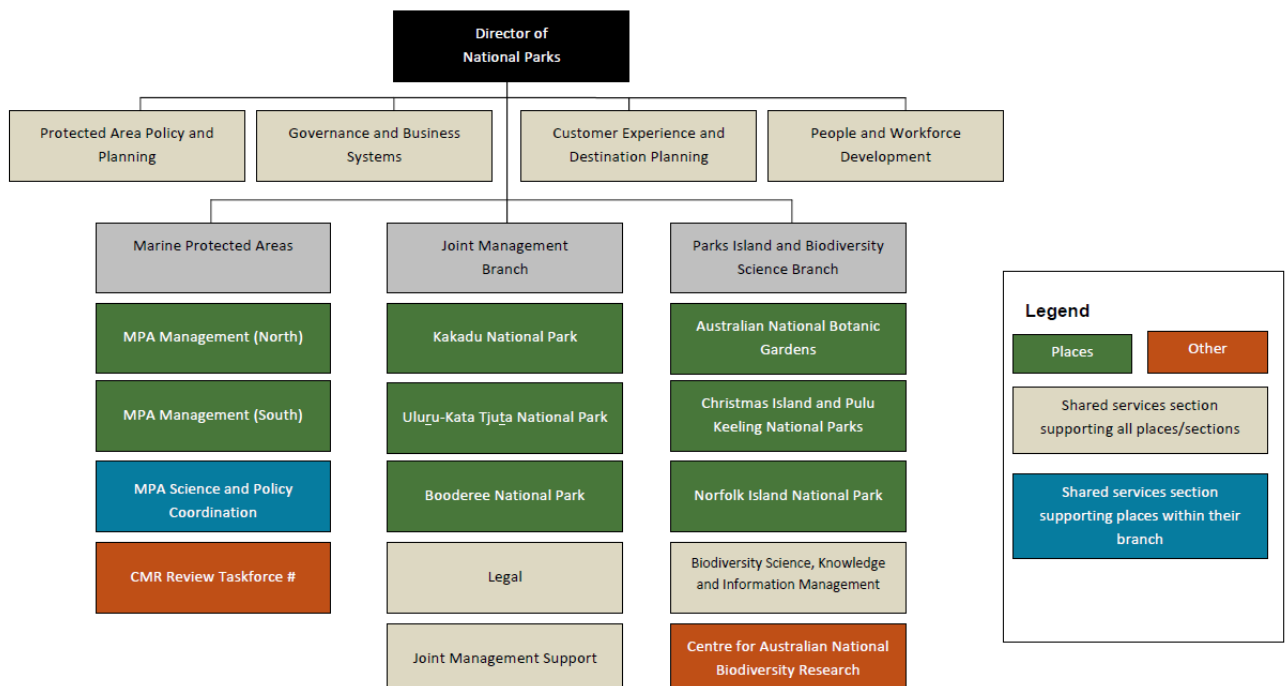 Director of
National Parks
Protected Area Policy and
Planning
Governance and Business
Systems
Customer Experience and
Destination Planning
People and Workforce
Development
Marine Protected Areas
Joint Management
Branch
Parks Island and Biodiversity
Science Branch
MPA Management (North)
Kakadu National Park
Australian National Botanic
Gardens
MPA Management (South)
Uluṟu-Kata Tjuṯa National Park
Christmas Island and Pulu
Keeling National Parks
MPA Science and Policy
Coordination
Booderee National Park
Norfolk Island National Park
CMR Review Taskforce #
Legal
Biodiversity Science, Knowledge
and Information Management
Joint Management Support
Centre for Australian National
Biodiversity Research
Legend
Places
Other
Shared services section
supporting all places/sections
Shared services section
supporting places within their
branch